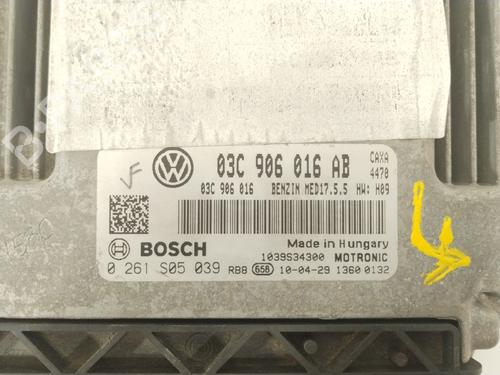 03C 906 016 AB
CAXA
4470
03C 906 016 BENZIN MED17.5.5 HW: H09
VF
BOSCH
Made in Hungary
1039S34300 MOTRONIC
0 261 S05 039 RB8 658 10-04-29 1360 0132